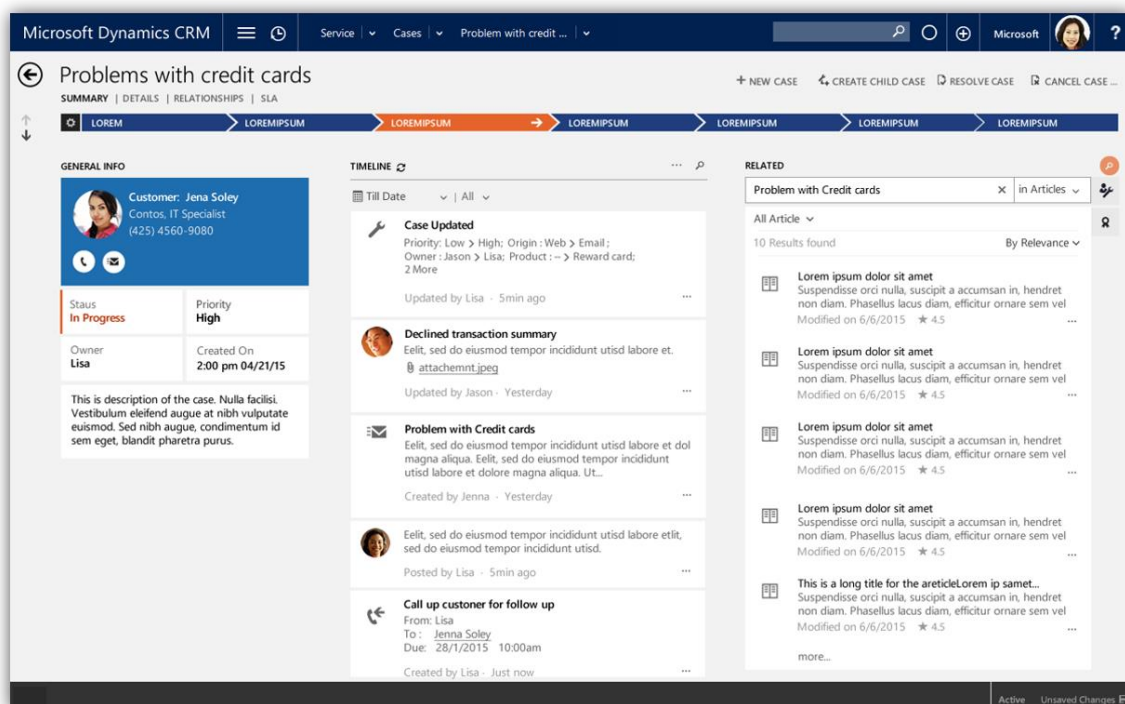 Microsoft Dynamics CRM
Service
Cases
Problem with credit ...
Microsoft
?
Problems with credit cards
+ NEW CASE
CREATE CHILD CASE
RESOLVE CASE
CANCEL CASE ...
SUMMARY | DETAILS | RELATIONSHIPS | SLA
LOREM
LOREMIPSUM
LOREMIPSUM
LOREMIPSUM
LOREMIPSUM
LOREMIPSUM
LOREMIPSUM
GENERAL INFO
Customer: Jena Soley
Contos, IT Specialist
(425) 4560-9080
Staus
In Progress
Priority
High
Owner
Lisa
Created On
2:00 pm 04/21/15
This is description of the case. Nulla facilisi.
Vestibulum eleifend augue at nibh vulputate
euismod. Sed nibh augue, condimentum id
sem eget, blandit pharetra purus.
TIMELINE
...
Till Date
| All
Case Updated
Priority: Low > High; Origin : Web > Email ;
Owner : Jason > Lisa; Product : -- > Reward card;
2 More
Updated by Lisa · 5min ago
...
Declined transaction summary
Eelit, sed do eiusmod tempor incididunt utisd labore et.
attachemnt.jpeg
Updated by Jason · Yesterday
...
Problem with Credit cards
Eelit, sed do eiusmod tempor incididunt utisd labore et dol
magna aliqua. Eelit, sed do eiusmod tempor incididunt
utisd labore et dolore magna aliqua. Ut...
Created by Jenna · Yesterday
...
Eelit, sed do eiusmod tempor incididunt utisd labore etlit,
sed do eiusmod tempor incididunt utisd.
Posted by Lisa · 5min ago
...
Call up custoner for follow up
From: Lisa
To : Jenna Soley
Due: 28/1/2015 10:00am
Created by Lisa · Just now
...
RELATED
Problem with Credit cards
×
in Articles
All Article
10 Results found
By Relevance
Lorem ipsum dolor sit amet
Suspendisse orci nulla, suscipit a accumsan in, hendret
non diam. Phasellus lacus diam, efficitur ornare sem vel
Modified on 6/6/2015 ★ 4.5
...
Lorem ipsum dolor sit amet
Suspendisse orci nulla, suscipit a accumsan in, hendret
non diam. Phasellus lacus diam, efficitur ornare sem vel
Modified on 6/6/2015 ★ 4.5
...
Lorem ipsum dolor sit amet
Suspendisse orci nulla, suscipit a accumsan in, hendret
non diam. Phasellus lacus diam, efficitur ornare sem vel
Modified on 6/6/2015 ★ 4.5
...
Lorem ipsum dolor sit amet
Suspendisse orci nulla, suscipit a accumsan in, hendret
non diam. Phasellus lacus diam, efficitur ornare sem vel
Modified on 6/6/2015 ★ 4.5
...
This is a long title for the areticleLorem ip samet...
Suspendisse orci nulla, suscipit a accumsan in, hendret
non diam. Phasellus lacus diam, efficitur ornare sem vel
Modified on 6/6/2015 ★ 4.5
...
more...
Active
Unsaved Changes